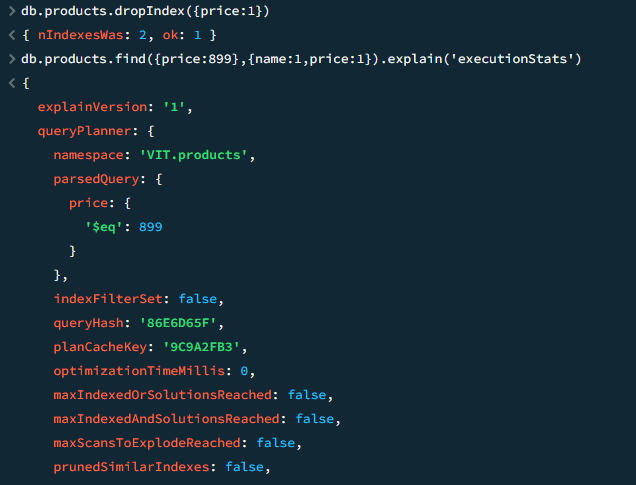 > db.products.dropIndex({price:1})
< { nIndexesWas: 2, ok: 1 }
> db.products.find({price:899},{name:1,price:1}).explain('executionStats')
< {
explainVersion: '1',
queryPlanner: {
namespace: 'VIT.products',
parsedQuery: {
price: {
'$eq': 899
}
},
indexFilterSet: false,
queryHash: '86E6D65F',
planCacheKey: '9C9A2FB3',
optimizationTimeMillis: 0,
maxIndexedOrSolutionsReached: false,
maxIndexedAndSolutionsReached: false,
maxScansToExplodeReached: false,
prunedSimilarIndexes: false,